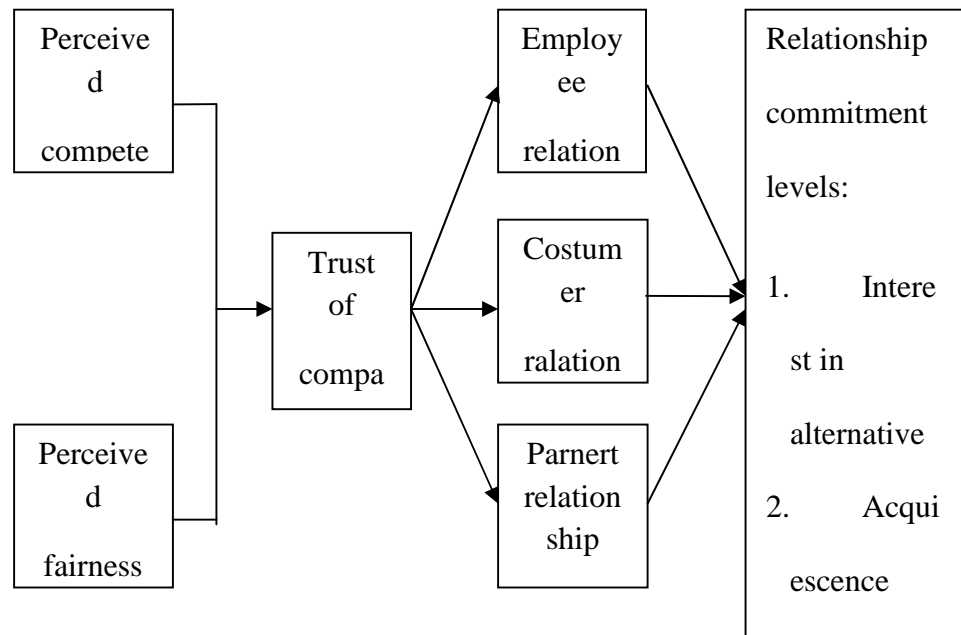 Perceive
d
compete
Perceive
d
fairness
Trust
of
compa
Employ
ee
relation
Costum
er
ralation
Parnert
relation
ship
Relationship
commitment
levels:
1. Intere
st in
alternative
2. Acqui
escence